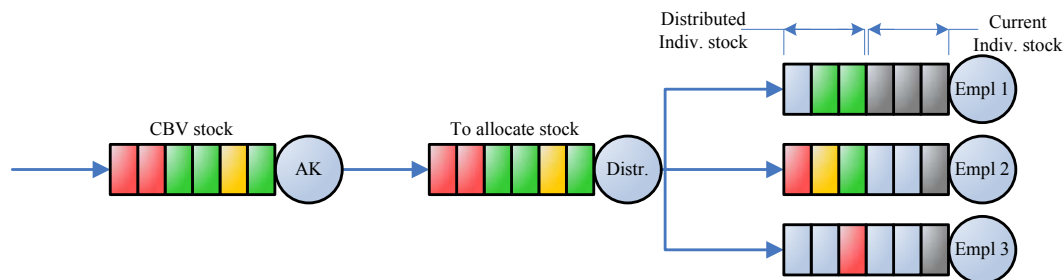 Distributed
Indiv. stock
Current
Indiv. stock
Empl 1
CBV stock
To allocate stock
AK
Distr.
Empl 2
Empl 3